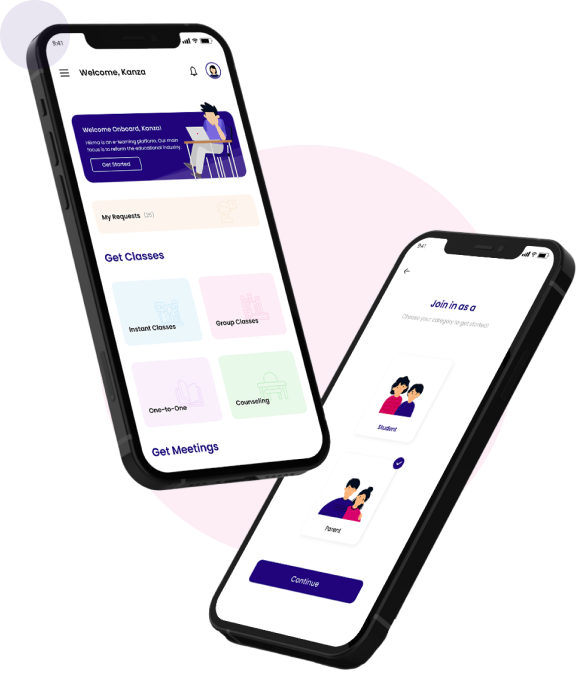 9:41
Welcome, Kanza
Welcome Onboard, Kanza!
Hikma is an e-learning platform. Our main
focus is to reform the educational industry.
Get Started
My Requests (25)
Get Classes
Instant Classes
Group Classes
One-to-One
Counseling
Get Meetings
9:41
Join in as a
Choose your category to get started!
Student
Parent
Continue